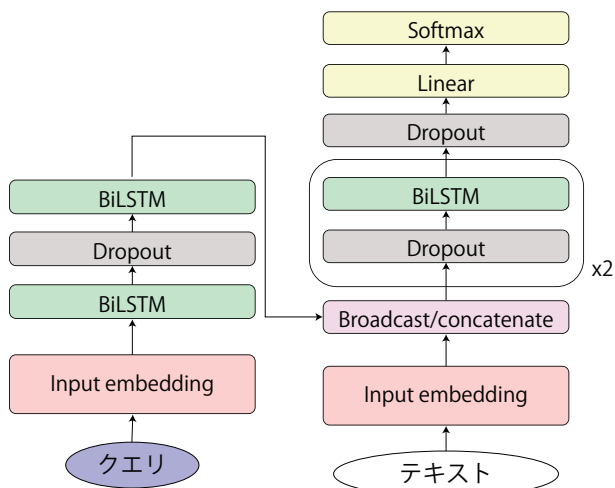 Softmax
Linear
Dropout
BiLSTM
Dropout
x2
Broadcast/concatenate
Input embedding
テキスト
BiLSTM
Dropout
BiLSTM
Input embedding
クエリ